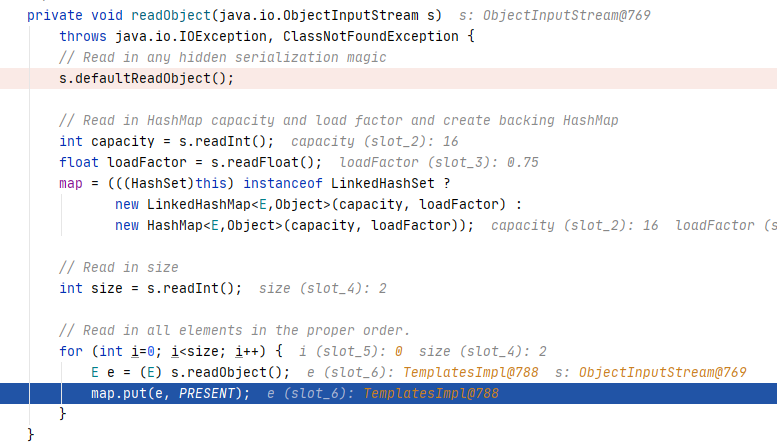 private void readObject(java.io.ObjectInputStream s)  s: ObjectInputStream@769
    throws java.io.IOException, ClassNotFoundException {
    // Read in any hidden serialization magic
    s.defaultReadObject();
    // Read in HashMap capacity and load factor and create backing HashMap
    int capacity = s.readInt();  capacity (slot_2): 16
    float loadFactor = s.readFloat();  loadFactor (slot_3): 0.75
    map = (((HashSet)this) instanceof LinkedHashSet ?
           new LinkedHashMap<E,Object>(capacity, loadFactor) :
           new HashMap<E,Object>(capacity, loadFactor));  capacity (slot_2): 16  loadFactor (s
    // Read in size
    int size = s.readInt();  size (slot_4): 2
    // Read in all elements in the proper order.
    for (int i=0; i<size; i++) {  i (slot_5): 0  size (slot_4): 2
        E e = (E) s.readObject();  e (slot_6): TemplatesImpl@788  s: ObjectInputStream@769
        map.put(e, PRESENT);  e (slot_6): TemplatesImpl@788
    }
}